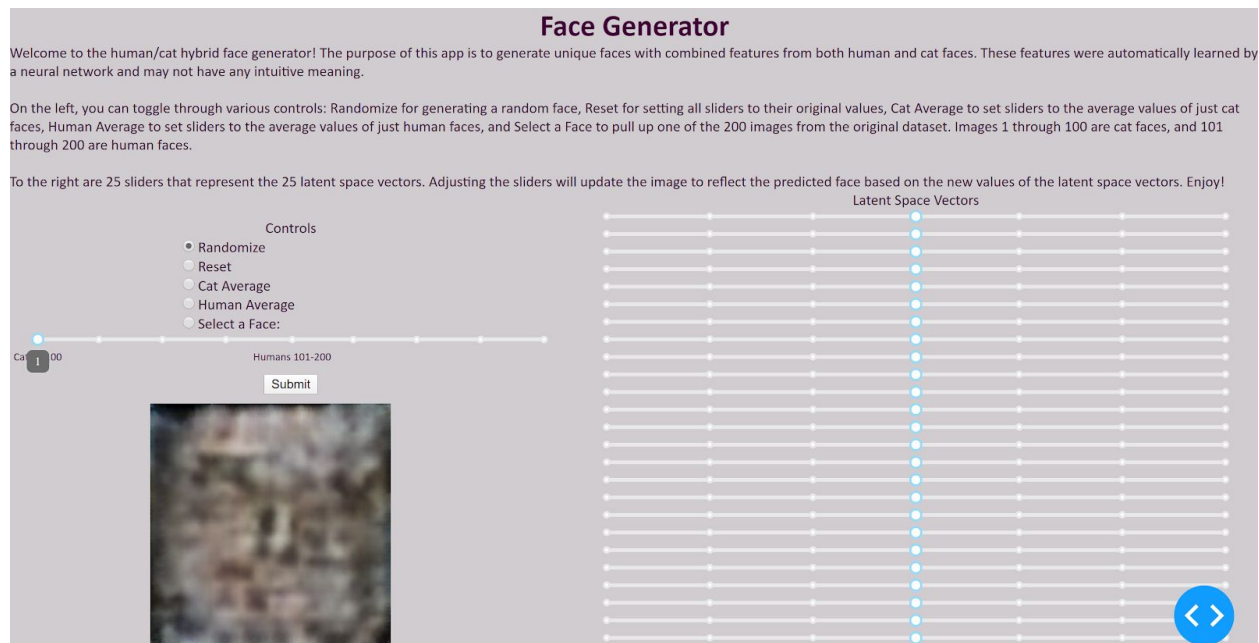 Face Generator
Welcome to the human/cat hybrid face generator! The purpose of this app is to generate unique faces with combined features from both human and cat faces. These features were automatically learned by
a neural network and may not have any intuitive meaning.
On the left, you can toggle through various controls: Randomize for generating a random face, Reset for setting all sliders to their original values, Cat Average to set sliders to the average values of just cat
faces, Human Average to set sliders to the average values of just human faces, and Select a Face to pull up one of the 200 images from the original dataset. Images 1 through 100 are cat faces, and 101
through 200 are human faces.
To the right are 25 sliders that represent the 25 latent space vectors. Adjusting the sliders will update the image to reflect the predicted face based on the new values of the latent space vectors. Enjoy!
Latent Space Vectors
Controls
Randomize
Reset
Cat Average
Human Average
Select a Face:
1
Humans 101-200
Submit